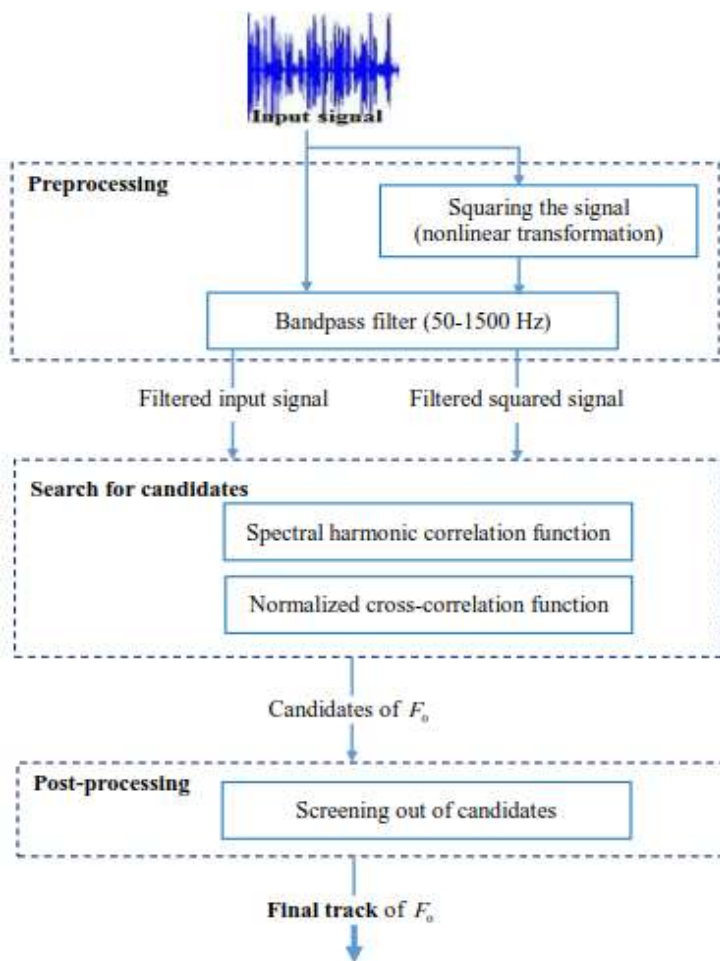 Input signal
Preprocessing
Squaring the signal
(nonlinear transformation)
Bandpass filter (50-1500 Hz)
Filtered input signal
Filtered squared signal
Search for candidates
Spectral harmonic correlation function
Normalized cross-correlation function
Candidates of F₀
Post-processing
Screening out of candidates
Final track of F₀